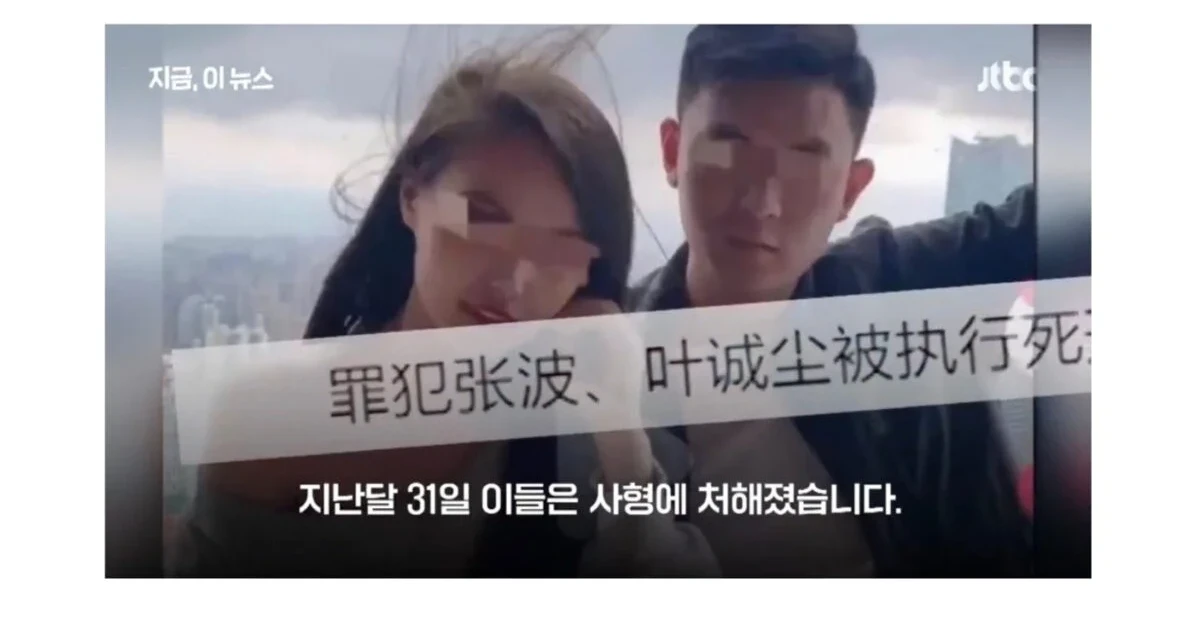 지금, 이 뉴스
jtbc
罪犯张波、叶诚尘被执行死
지난달 31일 이들은 사형에 처해졌습니다.